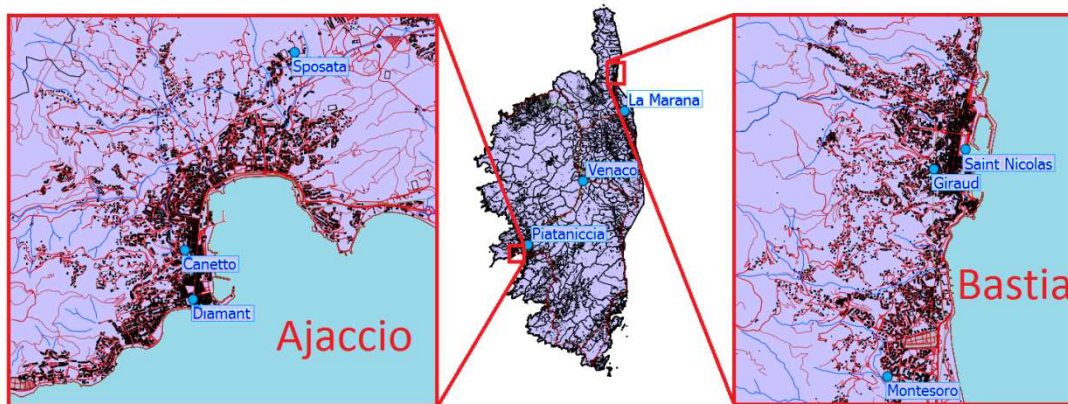 Sposata
Canetto
Diamant
Ajaccio
La Marana
Venaco
Piataniccia
Saint Nicolas
Giraud
Bastia
Montesoro